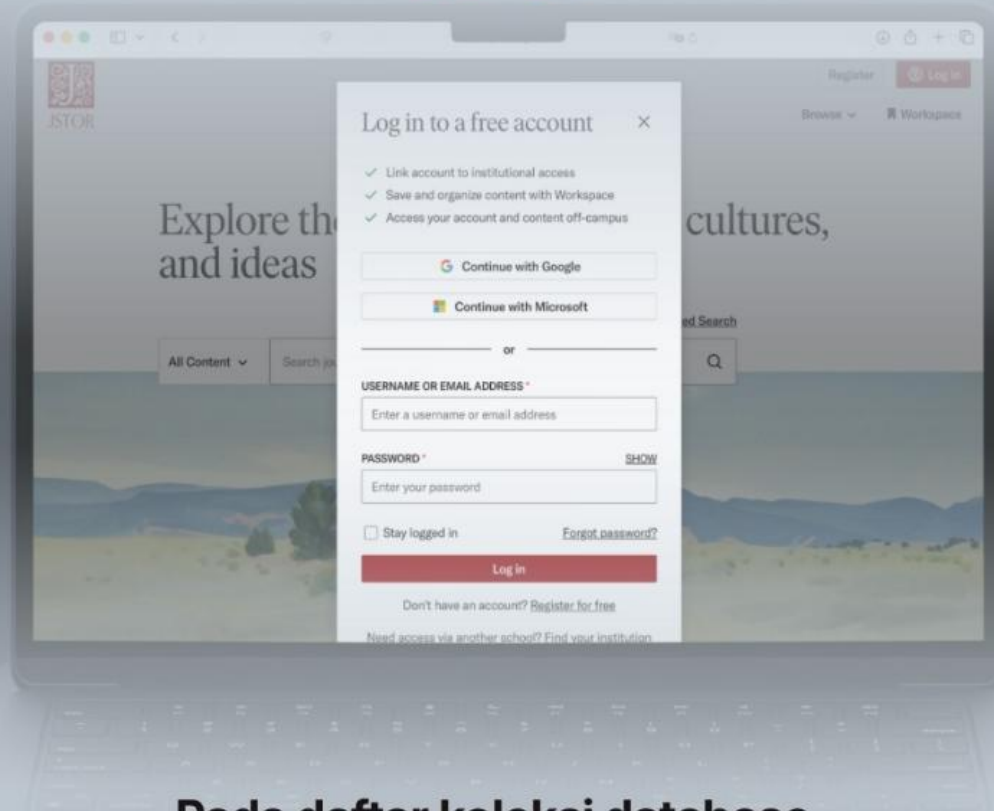 JSTOR
Register
Log in
Browse
Workspace
Explore th
cultures,
and ideas
ed Search
All Content
Search jou
Log in to a free account
Link account to institutional access
Save and organize content with Workspace
Access your account and content off-campus
Continue with Google
Continue with Microsoft
or
USERNAME OR EMAIL ADDRESS *
Enter a username or email address
PASSWORD *
SHOW
Enter your password
Stay logged in
Forgot password?
Log in
Don't have an account? Register for free
Need access via another school? Find your institution
Pada daftar koleksi database